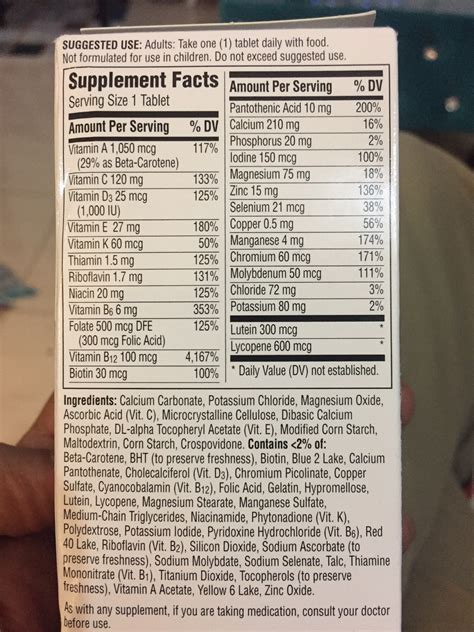 SUGGESTED USE: Adults: Take one (1) tablet daily with food.
Not formulated for use in children. Do not exceed suggested use.
Supplement Facts
Serving Size 1 Tablet
Amount Per Serving % DV
Vitamin A 1,050 mcg 117%
(29% as Beta-Carotene)
Vitamin C 120 mg 133%
Vitamin D3 25 mcg 125%
(1,000 IU)
Vitamin E 27 mg 180%
Vitamin K 60 mcg 50%
Thiamin 1.5 mg 125%
Riboflavin 1.7 mg 131%
Niacin 20 mg 125%
Vitamin B6 6 mg 353%
Folate 500 mcg DFE 125%
(300 mcg Folic Acid)
Vitamin B12 100 mcg 4,167%
Biotin 30 mcg 100%
Amount Per Serving % DV
Pantothenic Acid 10 mg 200%
Calcium 210 mg 16%
Phosphorus 20 mg 2%
Iodine 150 mcg 100%
Magnesium 75 mg 18%
Zinc 15 mg 136%
Selenium 21 mcg 38%
Copper 0.5 mg 56%
Manganese 4 mg 174%
Chromium 60 mcg 171%
Molybdenum 50 mcg 111%
Chloride 72 mg 3%
Potassium 80 mg 2%
Lutein 300 mcg *
Lycopene 600 mcg *
* Daily Value (DV) not established.
Ingredients: Calcium Carbonate, Potassium Chloride, Magnesium Oxide,
Ascorbic Acid (Vit. C), Microcrystalline Cellulose, Dibasic Calcium
Phosphate, DL-alpha Tocopheryl Acetate (Vit. E), Modified Corn Starch,
Maltodextrin, Corn Starch, Crospovidone. Contains <2% of:
Beta-Carotene, BHT (to preserve freshness), Biotin, Blue 2 Lake, Calcium
Pantothenate, Cholecalciferol (Vit. D3), Chromium Picolinate, Copper
Sulfate, Cyanocobalamin (Vit. B12), Folic Acid, Gelatin, Hypromellose,
Lutein, Lycopene, Magnesium Stearate, Manganese Sulfate,
Medium-Chain Triglycerides, Niacinamide, Phytonadione (Vit. K),
Polydextrose, Potassium Iodide, Pyridoxine Hydrochloride (Vit. B6), Red
40 Lake, Riboflavin (Vit. B2), Silicon Dioxide, Sodium Ascorbate (to
preserve freshness), Sodium Molybdate, Sodium Selenate, Talc, Thiamine
Mononitrate (Vit. B1), Titanium Dioxide, Tocopherols (to preserve
freshness), Vitamin A Acetate, Yellow 6 Lake, Zinc Oxide.
As with any supplement, if you are taking medication, consult your doctor
before use.